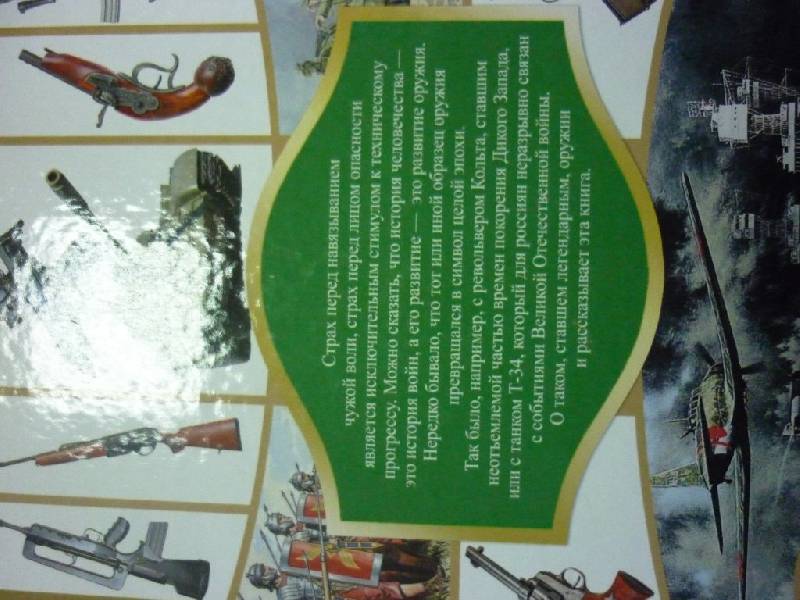 Страх перед навязыванием
чужой воли, страх перед лицом опасности
является исключительным стимулом к техническому
прогрессу. Можно сказать, что история человечества —
это история войн, а его развитие — это развитие оружия.
Нередко бывало, что тот или иной образец оружия
превращался в символ целой эпохи.
Так было, например, с револьвером Кольта, ставшим
неотъемлемой частью времен покорения Дикого Запада,
или с танком Т-34, который для россиян неразрывно связан
с событиями Великой Отечественной войны.
О таком, ставшем легендарным, оружии
и рассказывает эта книга.